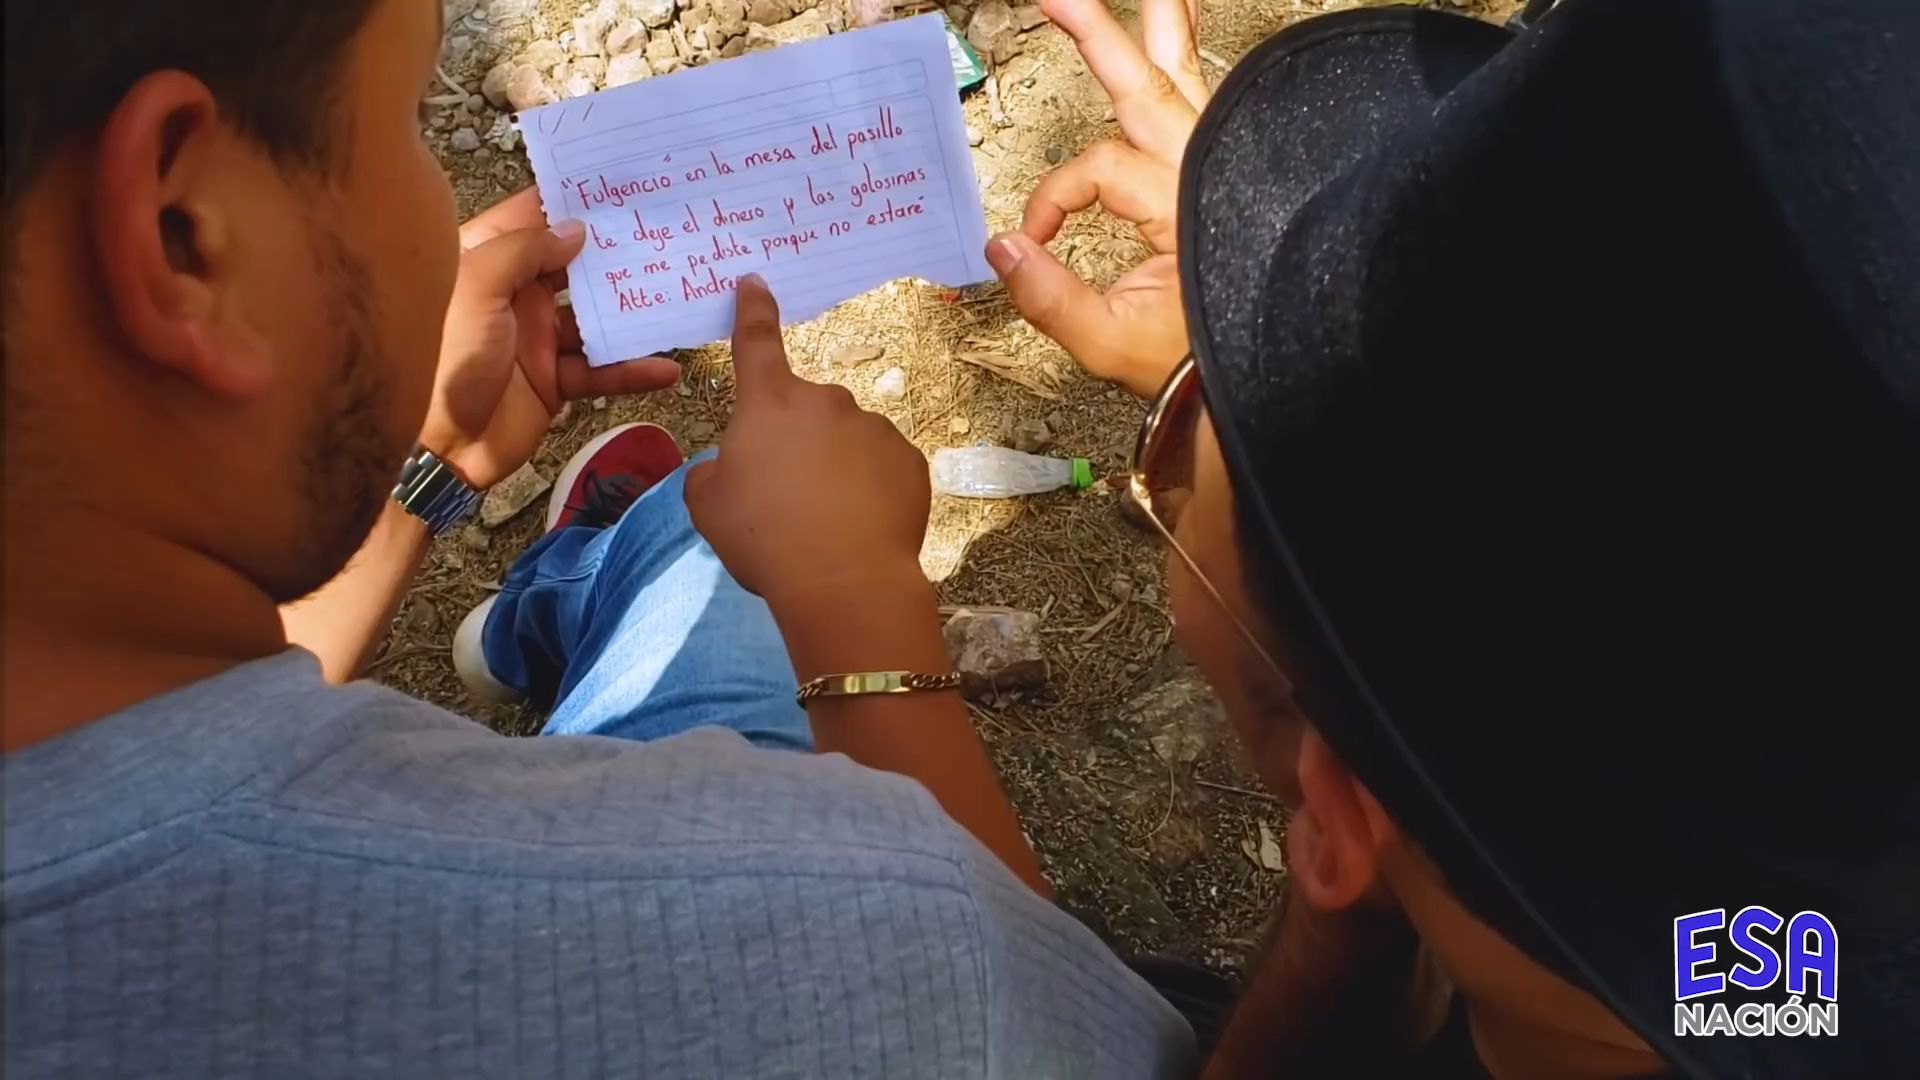 "Fulgencio" en la mesa del pasillo
te deje el dinero y las golosinas
que me pediste porque no estaré
Atte: Andre
ESA
NACIÓN